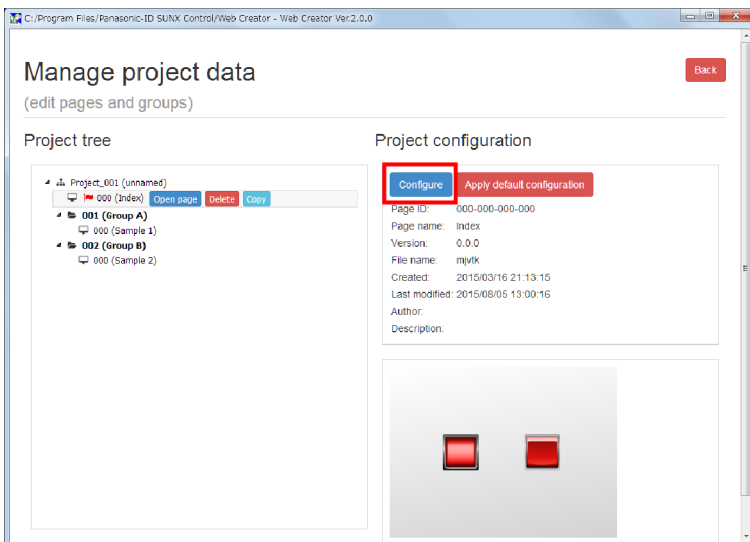 C:/Program Files/Panasonic-ID SUNX Control/Web Creator - Web Creator Ver.2.0.0
Manage project data
Back
(edit pages and groups)
Project tree
Project_001 (unnamed)
000 (Index) Open page Delete Copy
001 (Group A)
000 (Sample 1)
002 (Group B)
000 (Sample 2)
Project configuration
Configure Apply default configuration
Page ID: 000-000-000-000
Page name: Index
Version: 0.0.0
File name: mjvtk
Created: 2015/03/16 21:13:15
Last modified: 2015/08/05 13:00:16
Author:
Description: